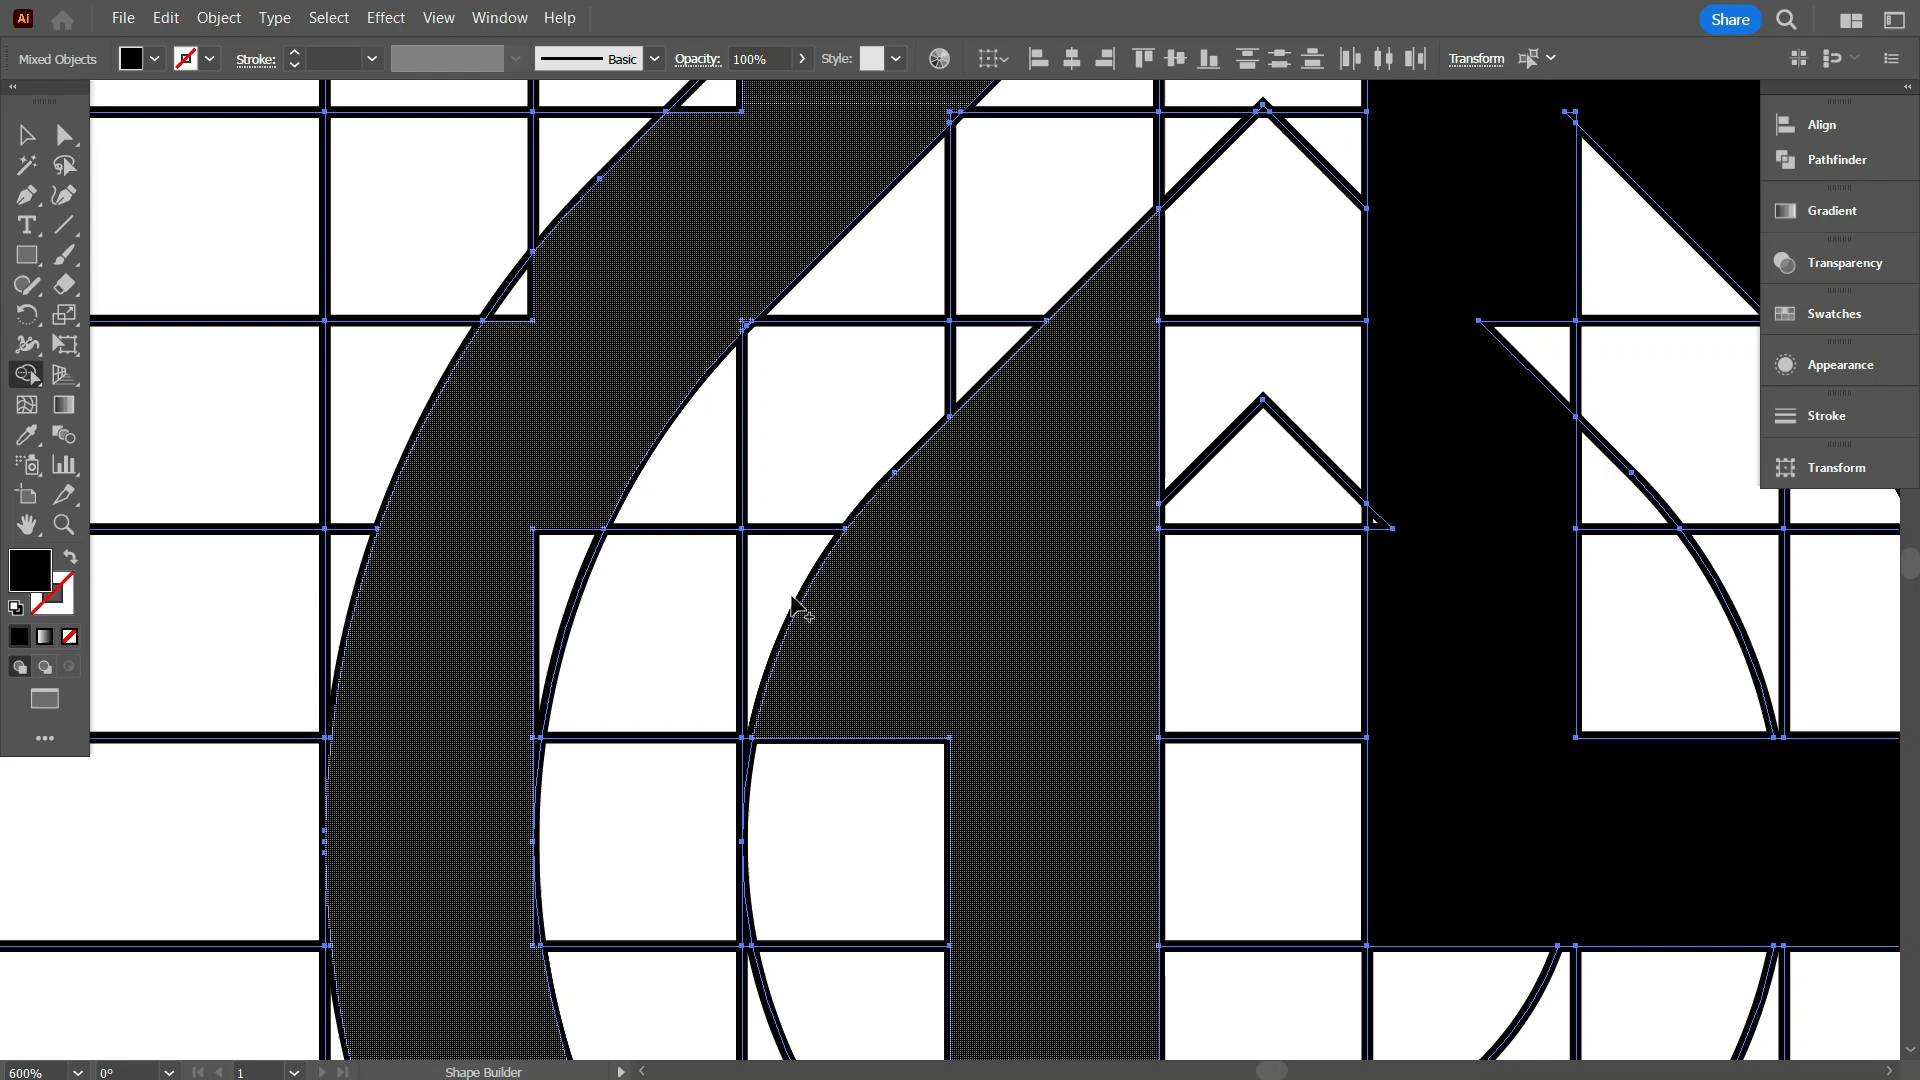 Ai File Edit Object Type Select Effect View Window Help Share
Mixed Objects Stroke: Basic Opacity: 100% Style: Transform
Align
Pathfinder
Gradient
Transparency
Swatches
Appearance
Stroke
Transform
600% 0° 1 Shape Builder